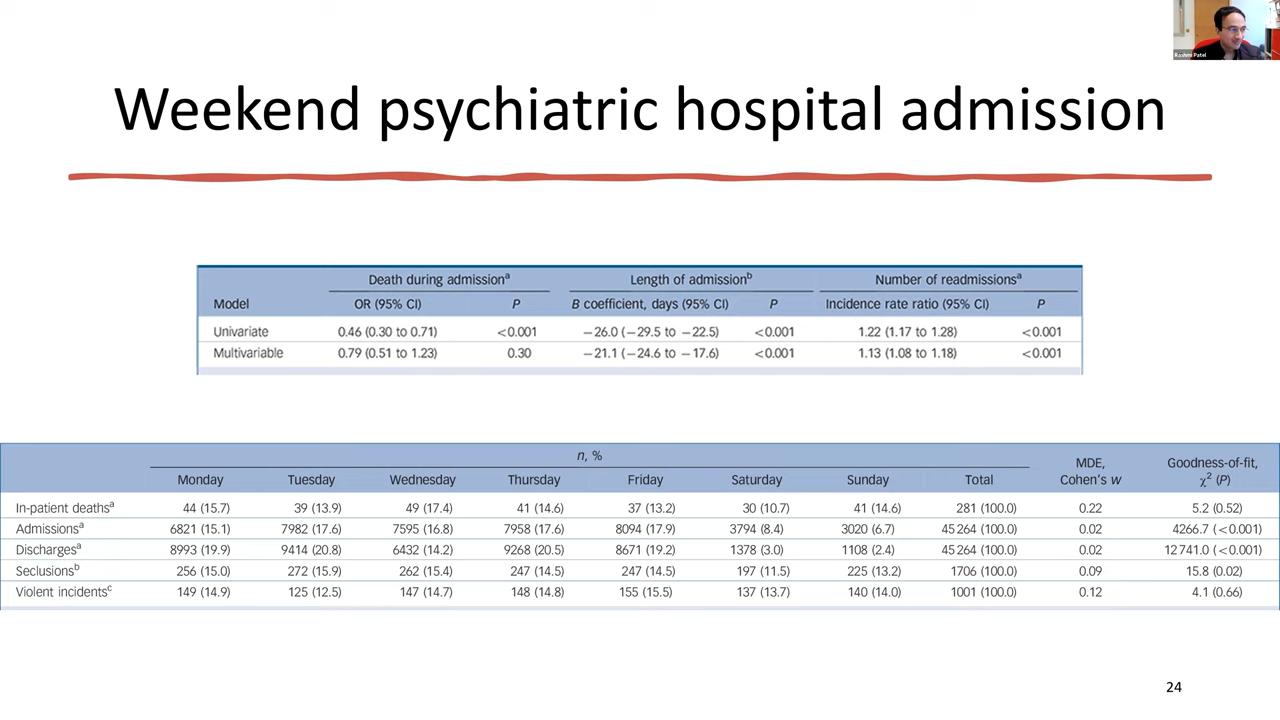 Rashmi Patel
Weekend psychiatric hospital admission
Death during admissionᵃ Length of admissionᵇ Number of readmissionsᵃ
Model OR (95% CI) P B coefficient, days (95% CI) P Incidence rate ratio (95% CI) P
Univariate 0.46 (0.30 to 0.71) <0.001 −26.0 (−29.5 to −22.5) <0.001 1.22 (1.17 to 1.28) <0.001
Multivariable 0.79 (0.51 to 1.23) 0.30 −21.1 (−24.6 to −17.6) <0.001 1.13 (1.08 to 1.18) <0.001
n, %
MDE, Goodness-of-fit,
Monday Tuesday Wednesday Thursday Friday Saturday Sunday Total Cohen's w χ² (P)
In-patient deathsᵃ 44 (15.7) 39 (13.9) 49 (17.4) 41 (14.6) 37 (13.2) 30 (10.7) 41 (14.6) 281 (100.0) 0.22 5.2 (0.52)
Admissionsᵃ 6821 (15.1) 7982 (17.6) 7595 (16.8) 7958 (17.6) 8094 (17.9) 3794 (8.4) 3020 (6.7) 45 264 (100.0) 0.02 4266.7 (<0.001)
Dischargesᵃ 8993 (19.9) 9414 (20.8) 6432 (14.2) 9268 (20.5) 8671 (19.2) 1378 (3.0) 1108 (2.4) 45 264 (100.0) 0.02 12 741.0 (<0.001)
Seclusionsᵇ 256 (15.0) 272 (15.9) 262 (15.4) 247 (14.5) 247 (14.5) 197 (11.5) 225 (13.2) 1706 (100.0) 0.09 15.8 (0.02)
Violent incidentsᶜ 149 (14.9) 125 (12.5) 147 (14.7) 148 (14.8) 155 (15.5) 137 (13.7) 140 (14.0) 1001 (100.0) 0.12 4.1 (0.66)
24